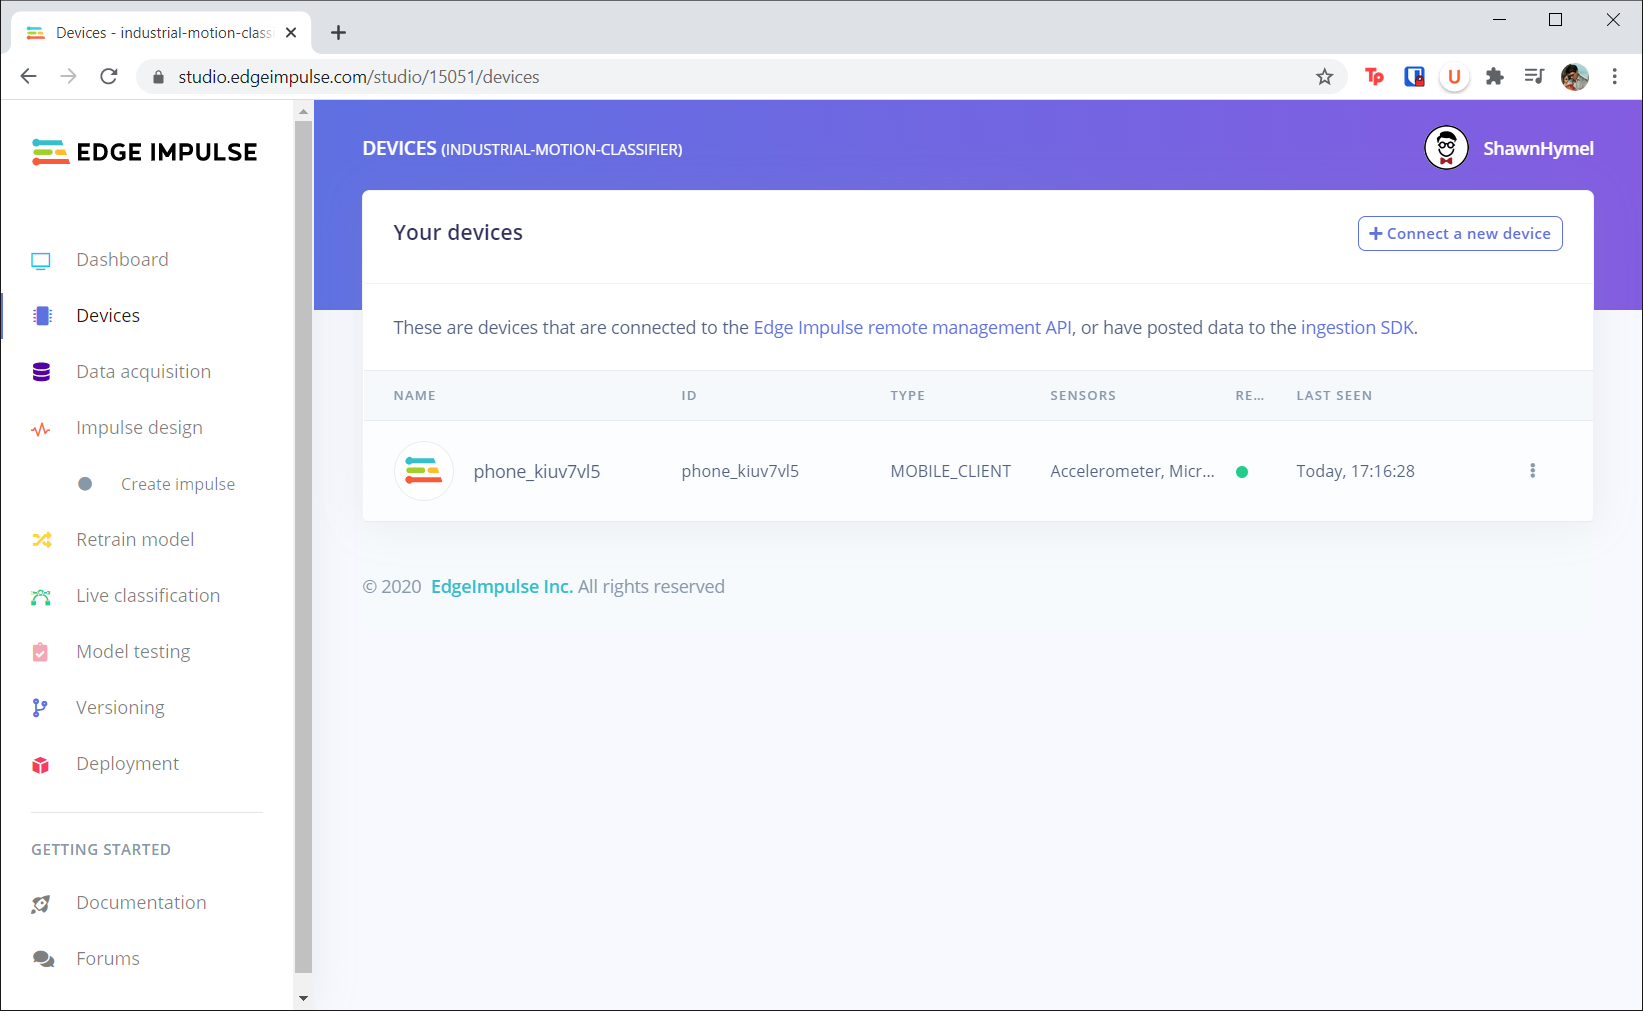 Devices - industrial-motion-class
studio.edgeimpulse.com/studio/15051/devices
Tp
U
EDGE IMPULSE
DEVICES (INDUSTRIAL-MOTION-CLASSIFIER)
ShawnHymel
Your devices
Connect a new device
These are devices that are connected to the Edge Impulse remote management API, or have posted data to the ingestion SDK.
NAME ID TYPE SENSORS RE... LAST SEEN
phone_kiuv7vl5 phone_kiuv7vl5 MOBILE_CLIENT Accelerometer, Micr... Today, 17:16:28
© 2020 EdgeImpulse Inc. All rights reserved
Dashboard
Devices
Data acquisition
Impulse design
Create impulse
Retrain model
Live classification
Model testing
Versioning
Deployment
GETTING STARTED
Documentation
Forums